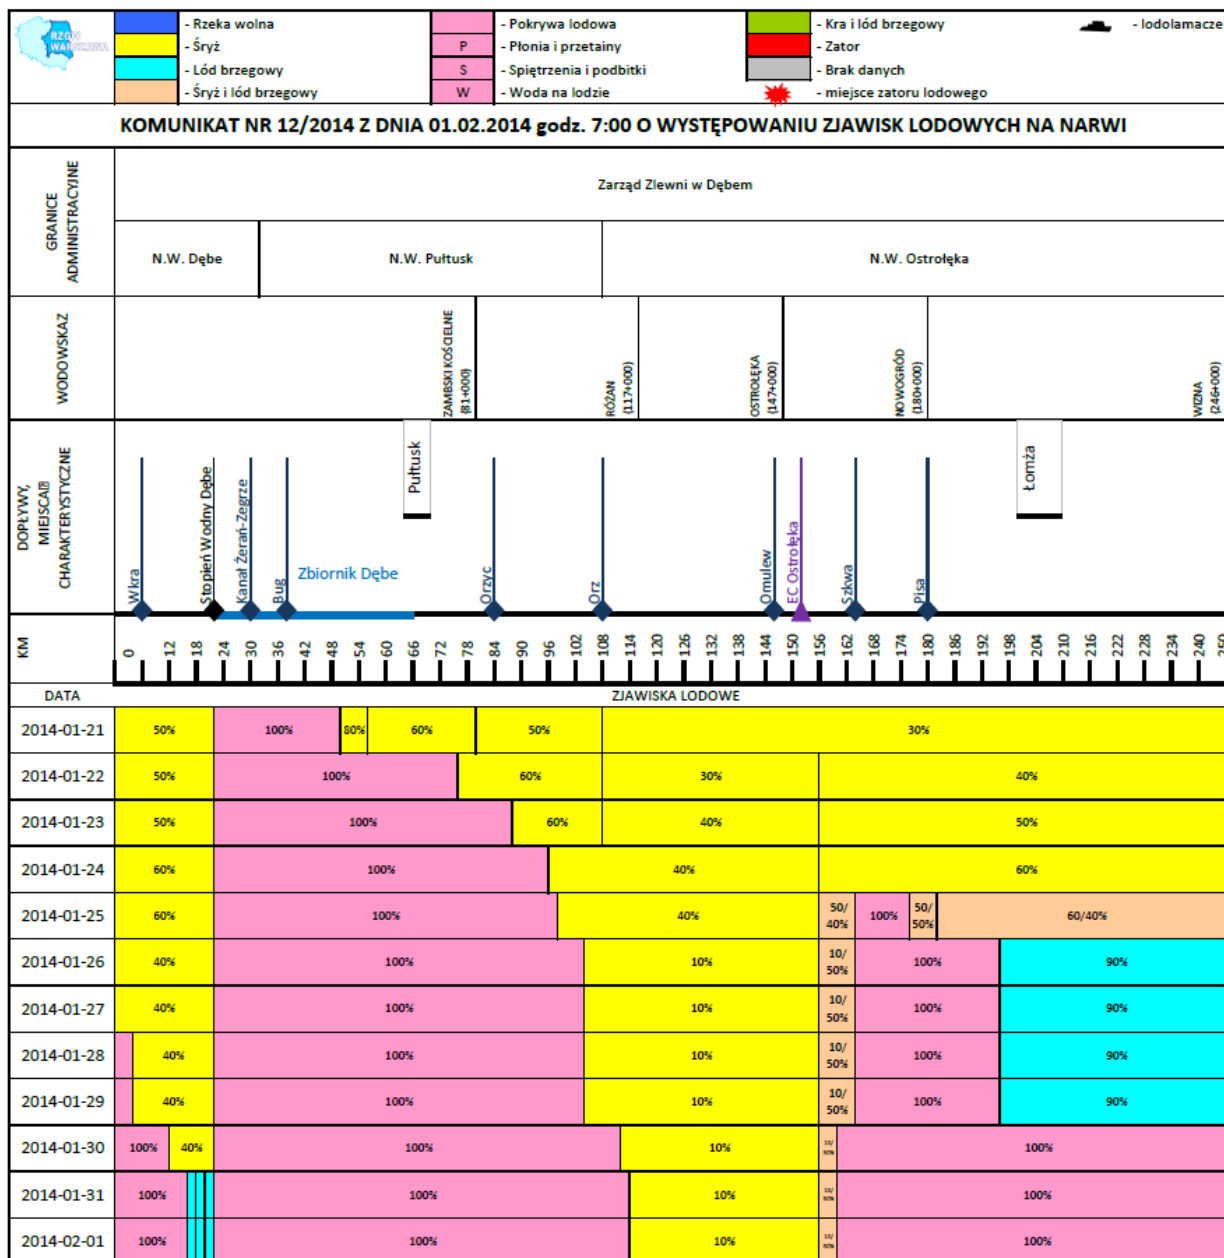 RZGW
WARSZAWA
- Rzeka wolna
- Śryż
- Lód brzegowy
- Śryż i lód brzegowy
- Pokrywa lodowa
P - Płonia i przetainy
S - Spiętrzenia i podbitki
W - Woda na lodzie
- Kra i lód brzegowy
- Zator
- Brak danych
- miejsce zatoru lodowego
- lodolamacze
KOMUNIKAT NR 12/2014 Z DNIA 01.02.2014 godz. 7:00 O WYSTĘPOWANIU ZJAWISK LODOWYCH NA NARWI
GRANICE
ADMINISTRACYJNE
Zarząd Zlewni w Dębem
N.W. Dębe N.W. Pułtusk N.W. Ostrołęka
WODOWSKAZ
ZAMBSKI KOŚCIELNE
(81+000)
RÓŻAN
(117+000)
OSTROŁĘKA
(147+000)
NOWOGRÓD
(180+000)
WIZNA
(246+000)
DOPŁYWY,
MIEJSCA
CHARAKTERYSTYCZNE
Wkra
Stopień Wodny Dębe
Kanał Żerań-Zegrze
Bug
Zbiornik Dębe
Pułtusk
Orzyc
Orz
Omulew
EC Ostrołęka
Szkwa
Pisa
Łomża
KM 0 12 18 24 30 36 42 48 54 60 66 72 78 84 90 96 102 108 114 120 126 132 138 144 150 156 162 168 174 180 186 192 198 204 210 216 222 228 234 240 250
DATA ZJAWISKA LODOWE
2014-01-21 50% 100% 80% 60% 50% 30%
2014-01-22 50% 100% 60% 30% 40%
2014-01-23 50% 100% 60% 40% 50%
2014-01-24 60% 100% 40% 60%
2014-01-25 60% 100% 40% 50/40% 100% 50/50% 60/40%
2014-01-26 40% 100% 10% 10/50% 100% 90%
2014-01-27 40% 100% 10% 10/50% 100% 90%
2014-01-28 40% 100% 10% 10/50% 100% 90%
2014-01-29 40% 100% 10% 10/50% 100% 90%
2014-01-30 100% 40% 100% 10% 100%
2014-01-31 100% 100% 10% 100%
2014-02-01 100% 100% 10% 100%